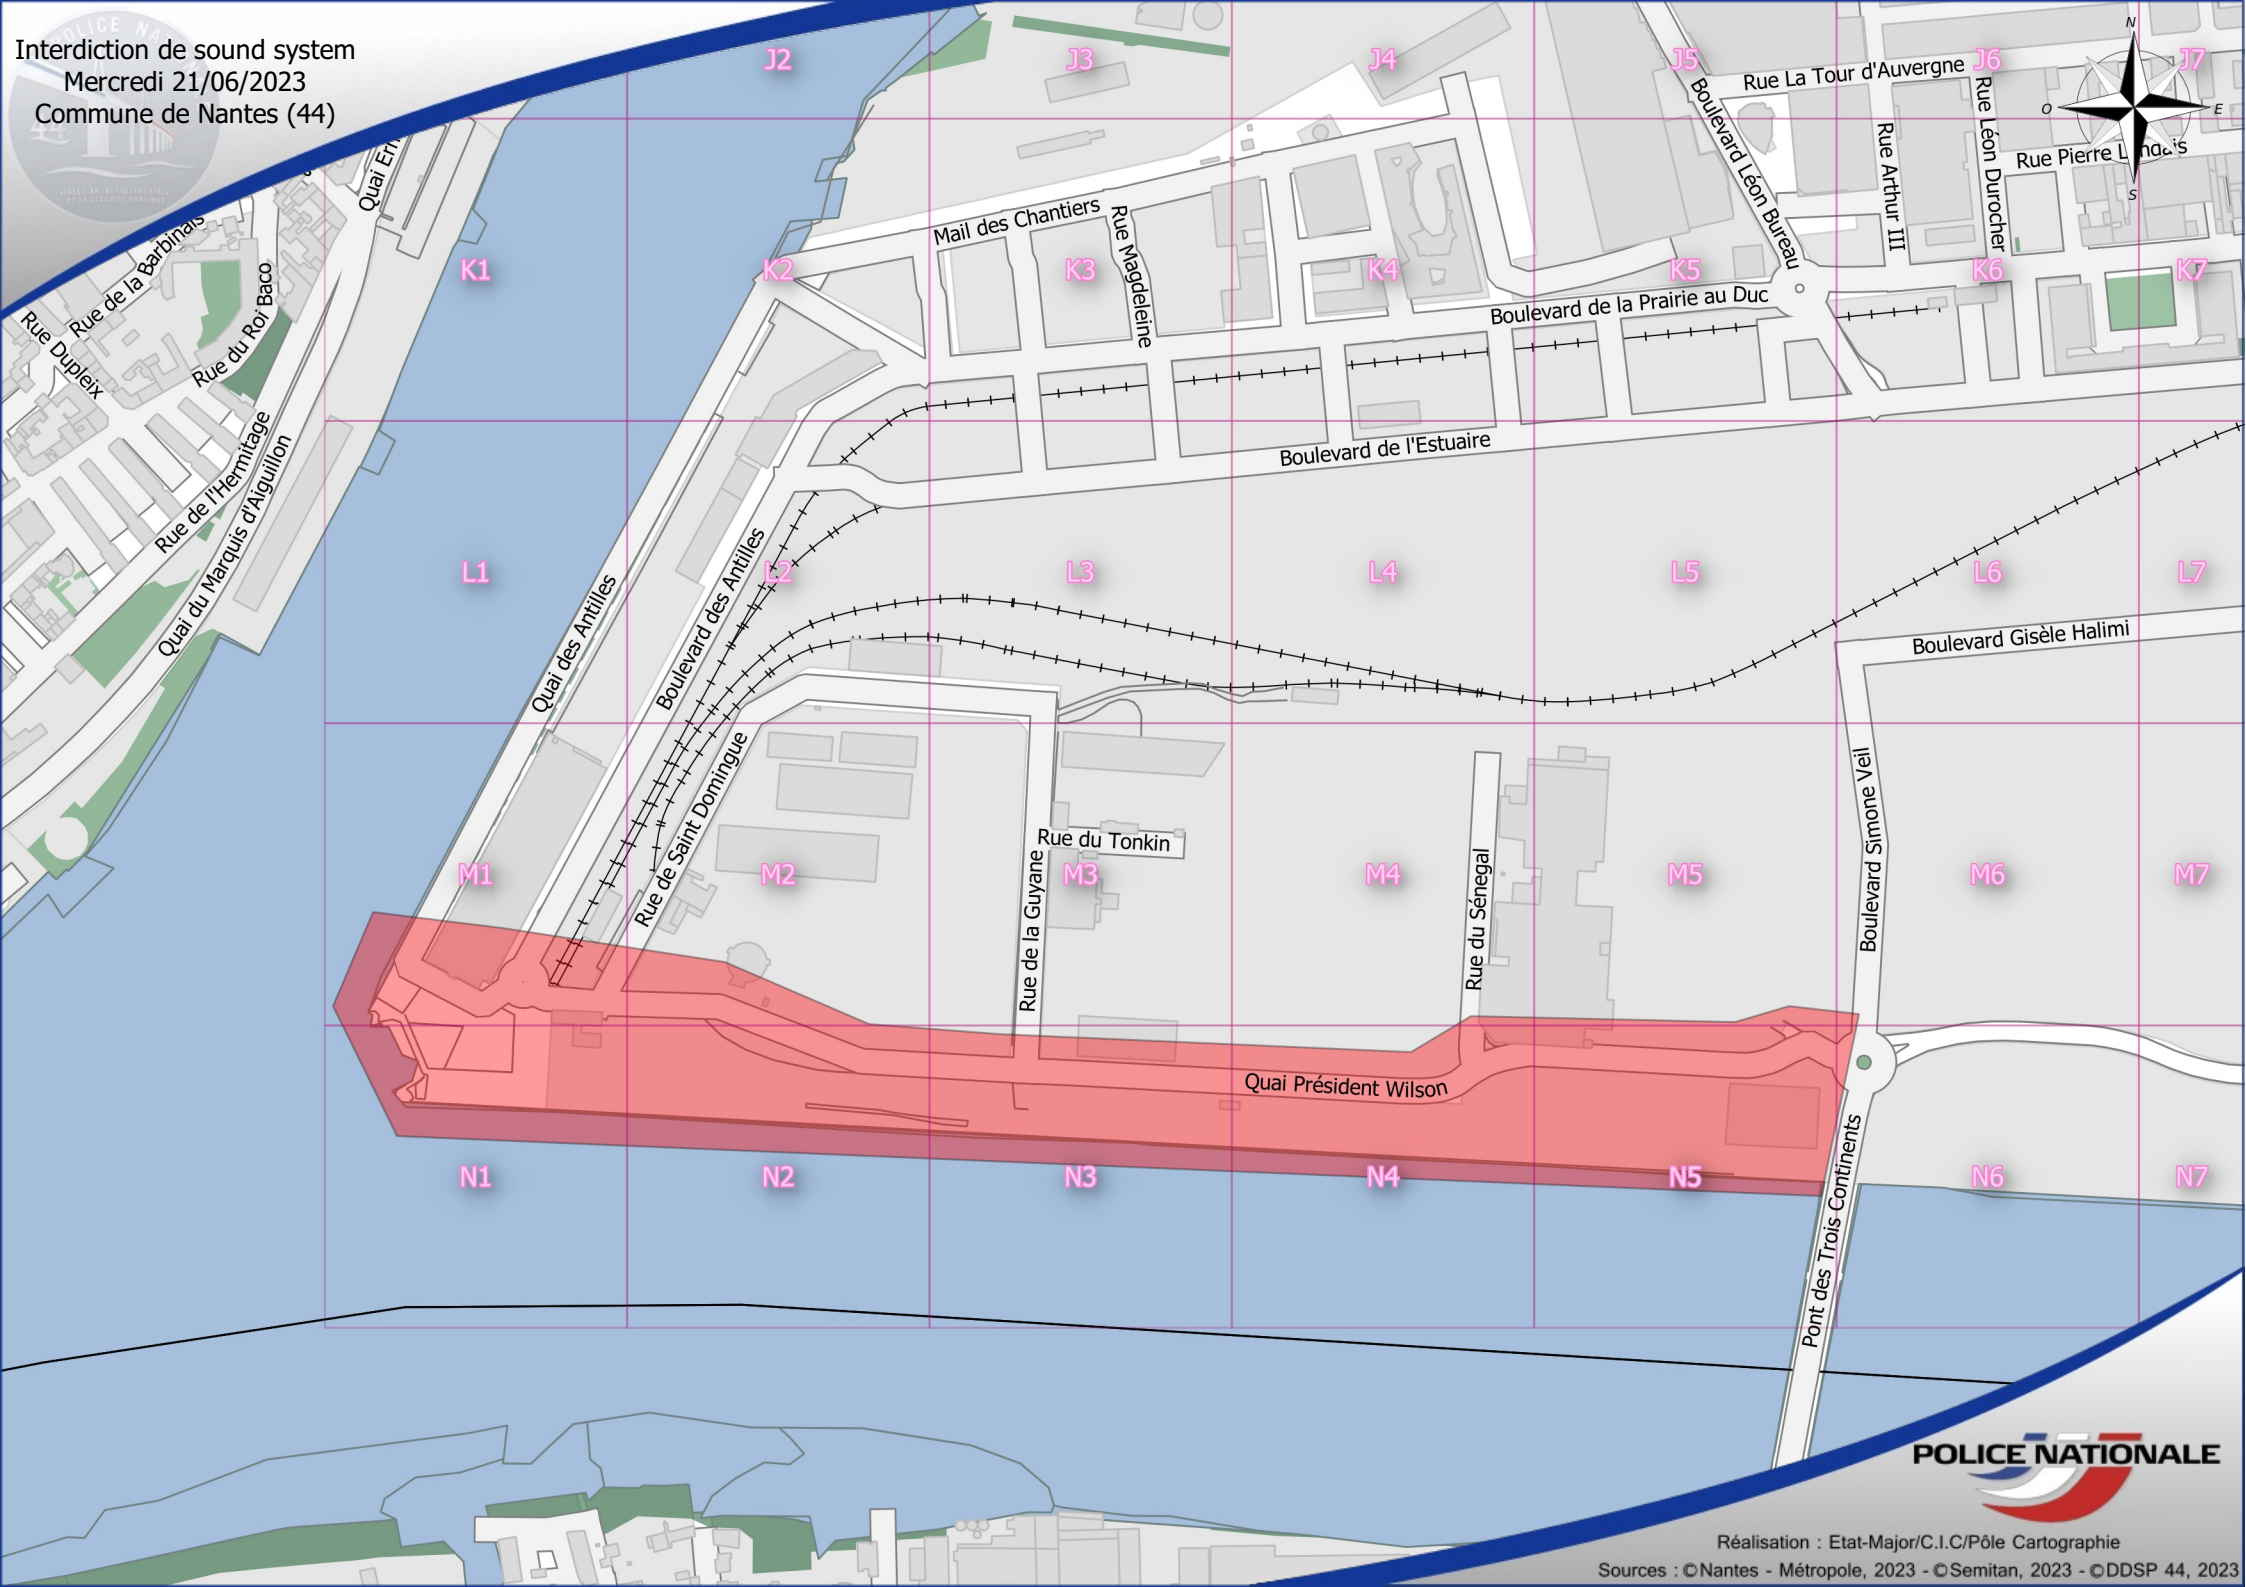 Interdiction de sound system
Mercredi 21/06/2023
Commune de Nantes (44)
J2
J3
J4
J5
J6
J7
N
O
E
S
Rue La Tour d'Auvergne
Boulevard Léon Bureau
Rue Arthur III
Rue Léon Durocher
Rue Pierre Landais
Quai
Rue de la Barbinais
Rue du Roi Baco
Rue Dupleix
K1
K2
K3
K4
K5
K6
K7
Mail des Chantiers
Rue Magdeleine
Boulevard de la Prairie au Duc
Boulevard de l'Estuaire
Rue de l'Hermitage
Quai du Marquis d'Aiguillon
L1
L2
L3
L4
L5
L6
L7
Quai des Antilles
Boulevard des Antilles
Boulevard Gisèle Halimi
Boulevard Simone Veil
Rue de Saint Domingue
Rue du Tonkin
Rue de la Guyane
Rue du Sénégal
M1
M2
M3
M4
M5
M6
M7
Quai Président Wilson
Pont des Trois Continents
N1
N2
N3
N4
N5
N6
N7
POLICE NATIONALE
Réalisation : Etat-Major/C.I.C/Pôle Cartographie
Sources : ©Nantes - Métropole, 2023 - ©Semitan, 2023 - ©DDSP 44, 2023